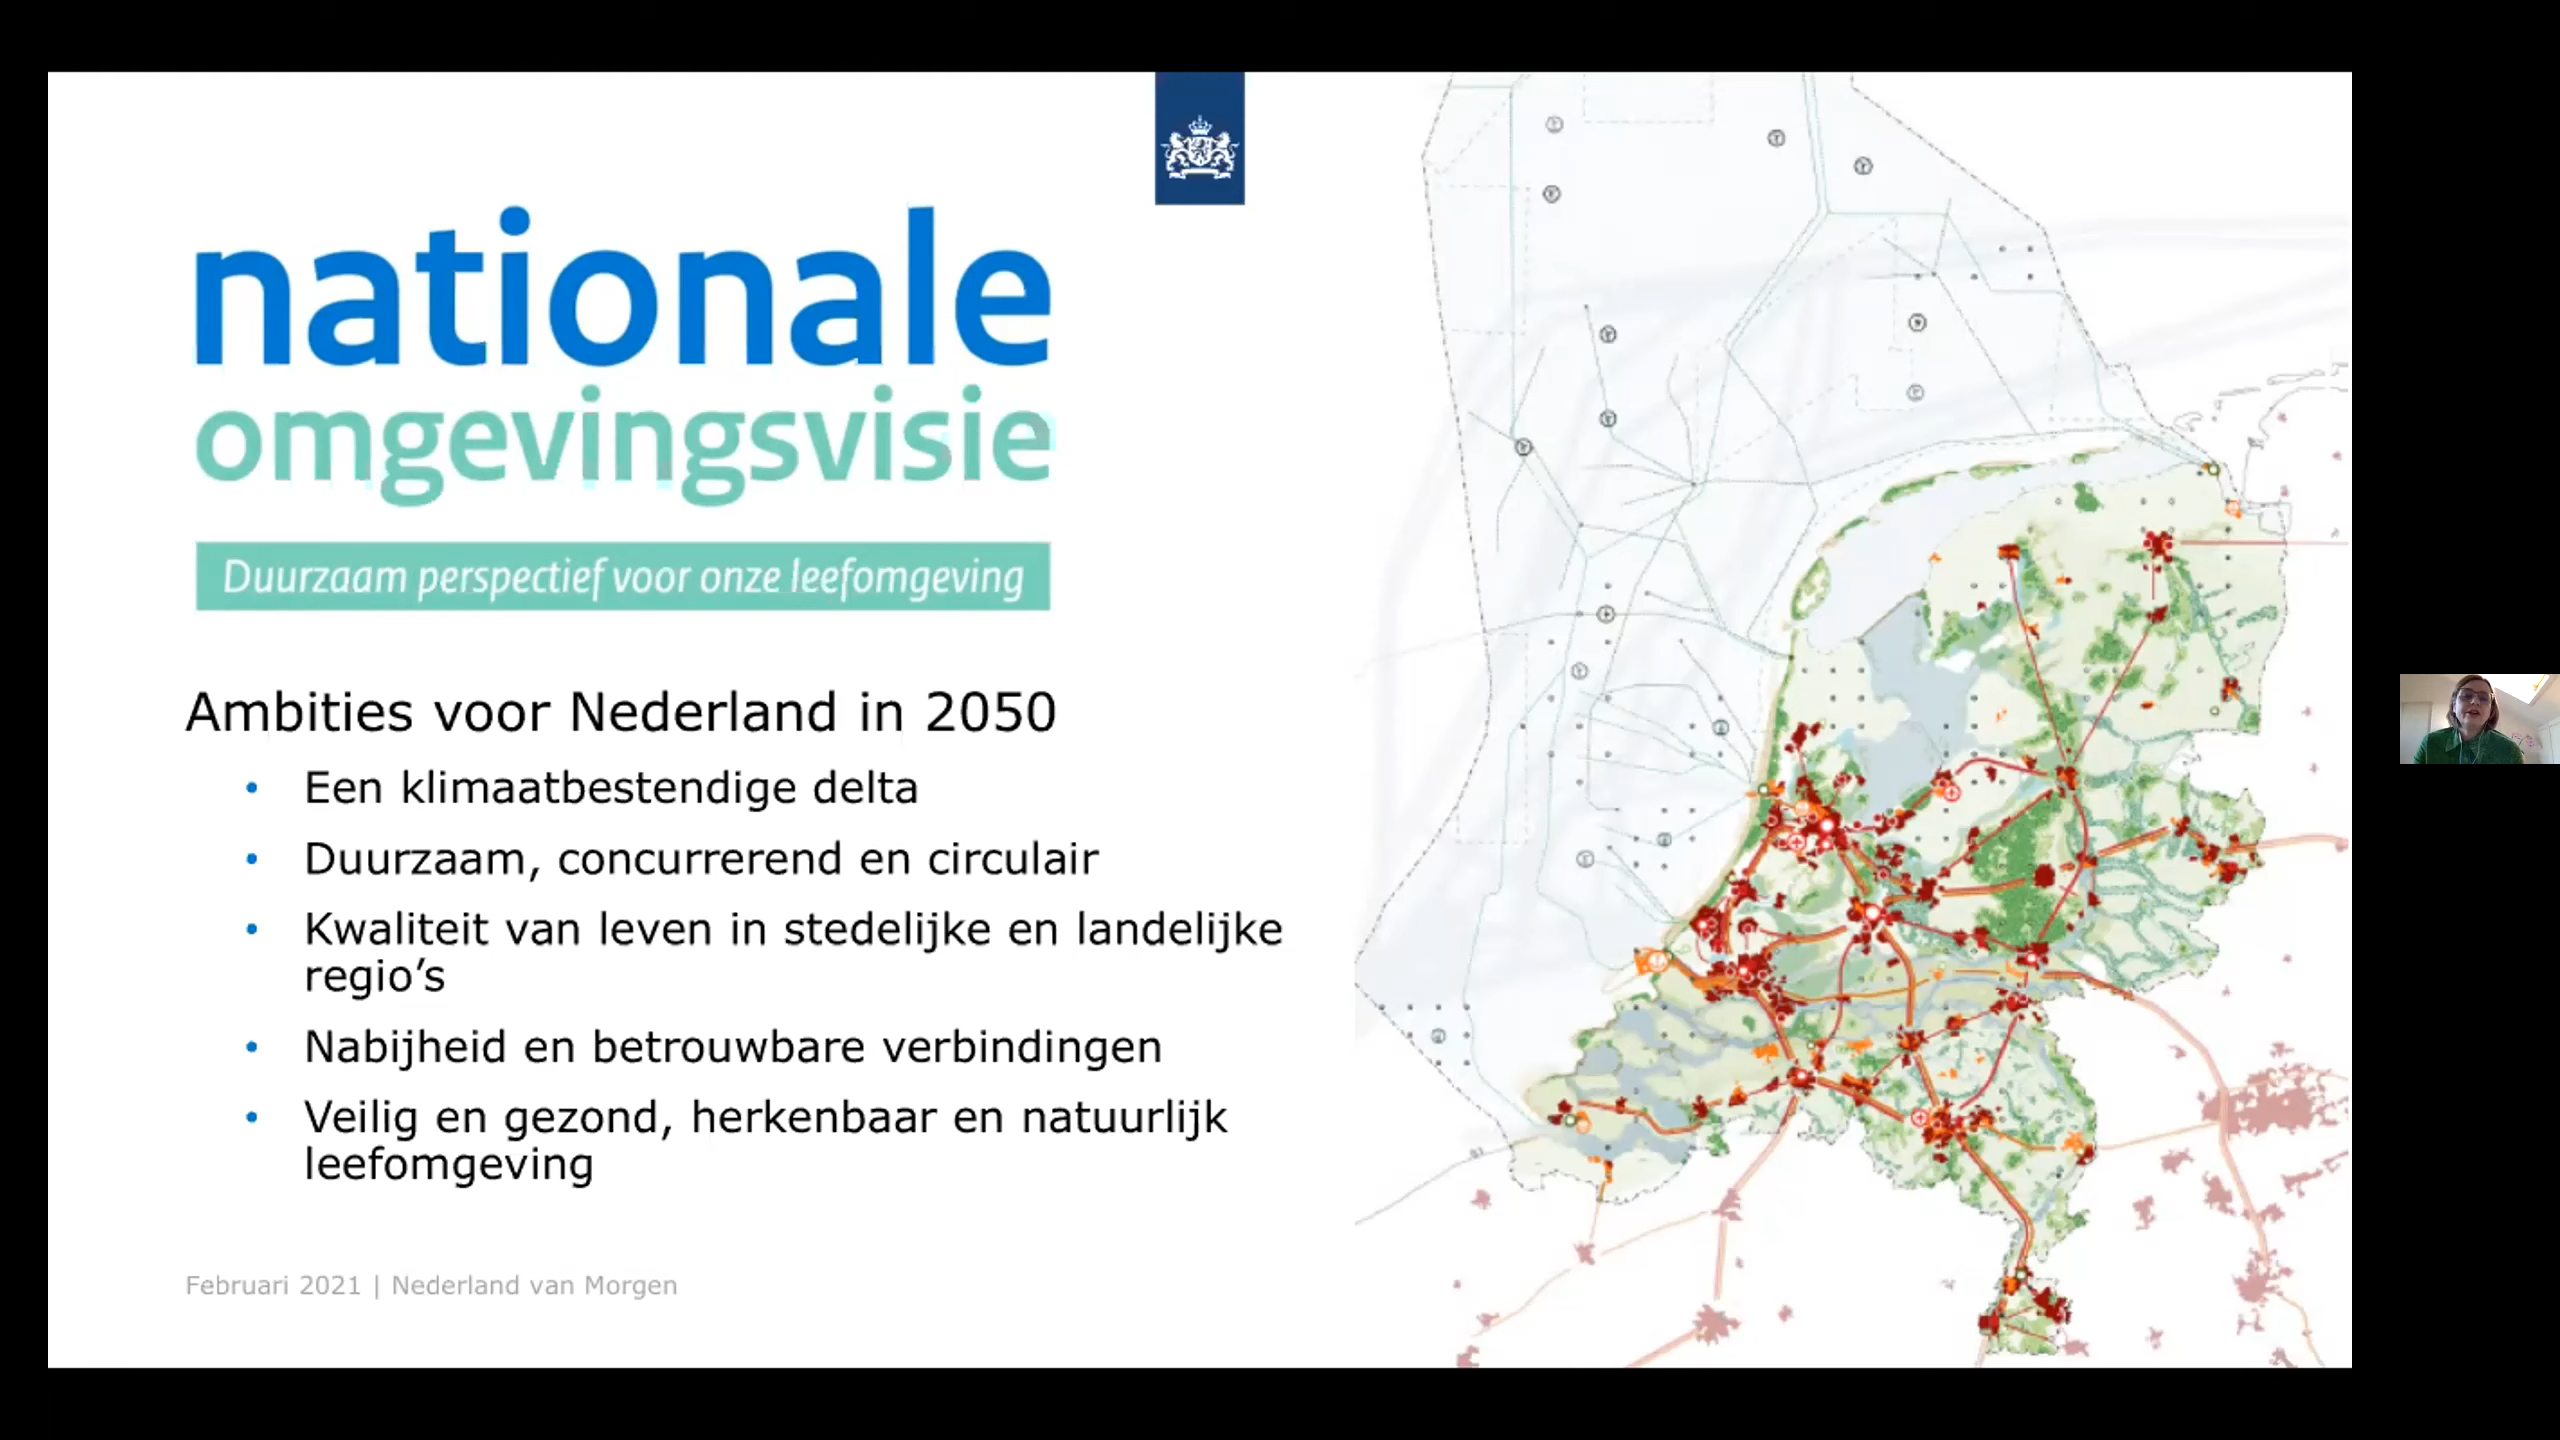 nationale
omgevingsvisie
Duurzaam perspectief voor onze leefomgeving
Ambities voor Nederland in 2050
• Een klimaatbestendige delta
• Duurzaam, concurrerend en circulair
• Kwaliteit van leven in stedelijke en landelijke
regio’s
• Nabijheid en betrouwbare verbindingen
• Veilig en gezond, herkenbaar en natuurlijk
leefomgeving
Februari 2021 | Nederland van Morgen